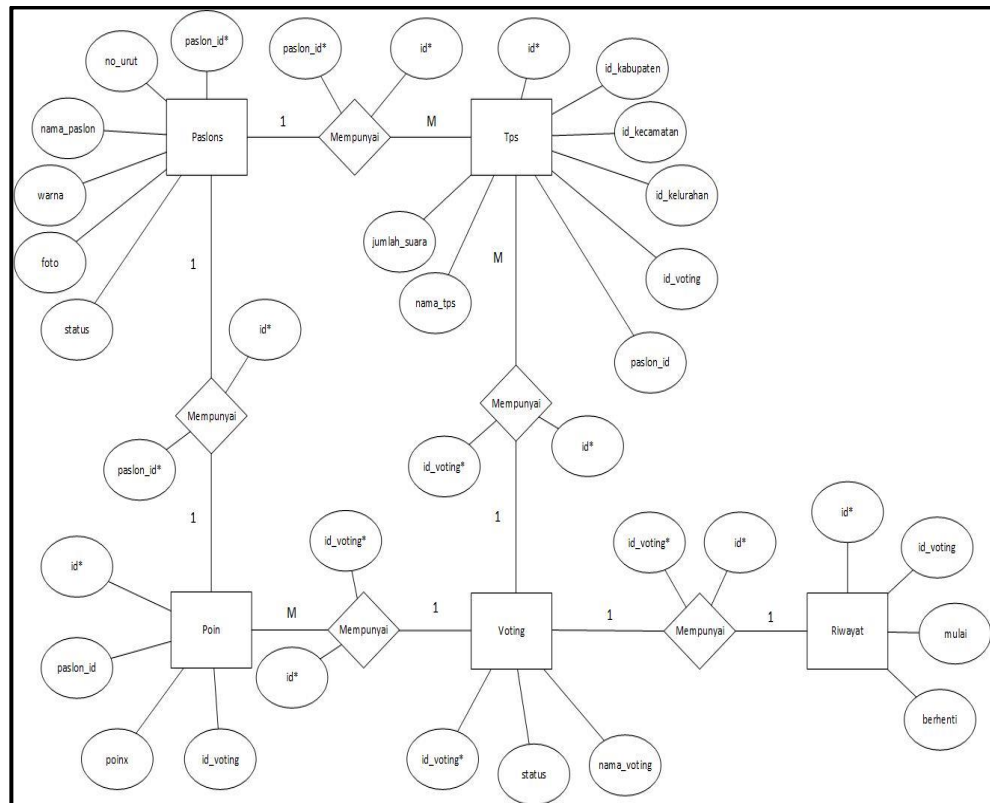 paslon_id*
paslon_id*
id*
id*
no_urut
id_kabupaten
nama_paslon
Paslons
1
Mempunyai
M
Tps
id_kecamatan
warna
id_kelurahan
foto
jumlah_suara
1
M
id_voting
nama_tps
status
id*
paslon_id
Mempunyai
Mempunyai
paslon_id*
id_voting*
id*
1
1
id*
id_voting*
id_voting*
id*
id_voting
id*
Poin
M
Mempunyai
1
Voting
1
Mempunyai
1
Riwayat
mulai
paslon_id
id*
berhenti
poinx
id_voting
id_voting*
status
nama_voting